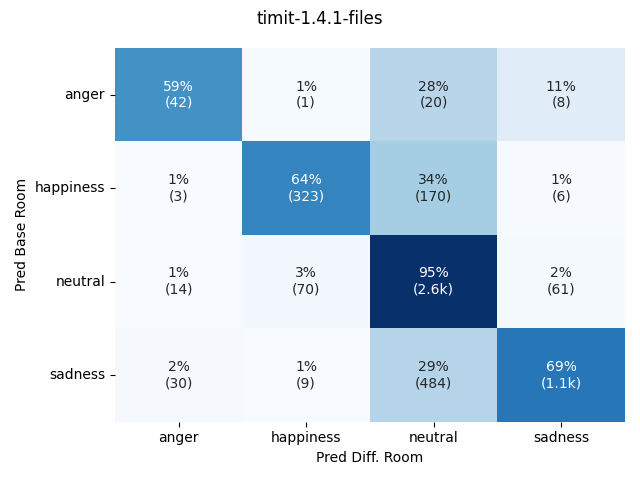 timit-1.4.1-files
Pred Base Room
anger
59% 1% 28% 11%
(42) (1) (20) (8)
happiness
1% 64% 34% 1%
(3) (323) (170) (6)
neutral
1% 3% 95% 2%
(14) (70) (2.6k) (61)
sadness
2% 1% 29% 69%
(30) (9) (484) (1.1k)
anger happiness neutral sadness
Pred Diff. Room